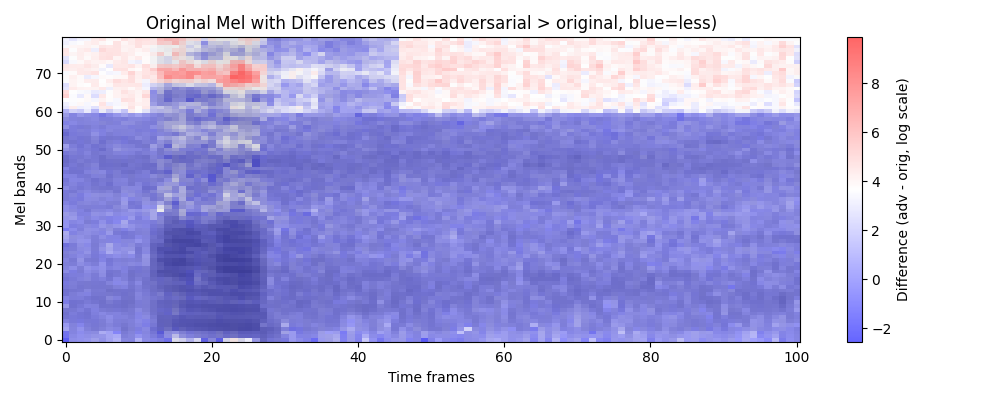 Original Mel with Differences (red=adversarial > original, blue=less)
70
60
50
40
30
20
10
0
Mel bands
0 20 40 60 80 100
Time frames
8
6
4
2
0
−2
Difference (adv - orig, log scale)